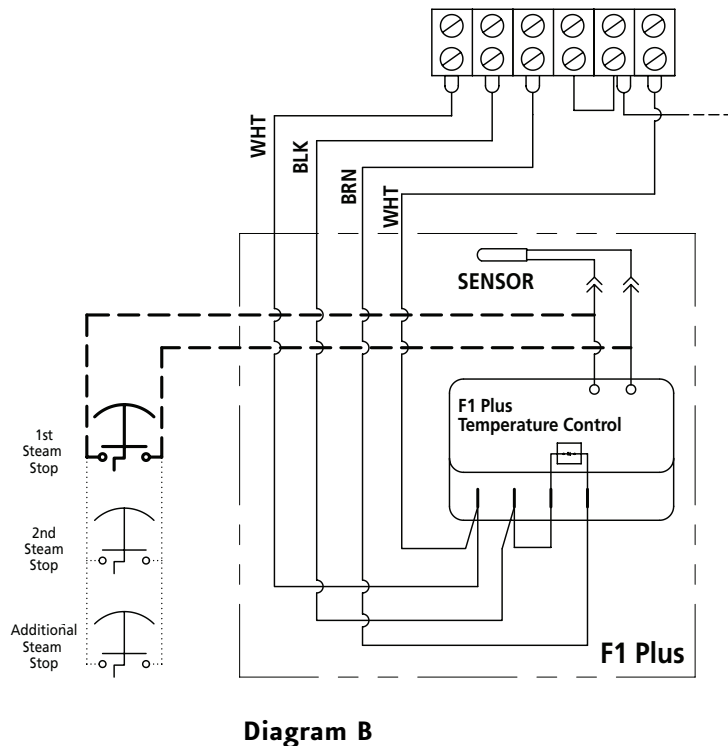 WHT
BLK
BRN
WHT
SENSOR
F1 Plus
Temperature Control
1st
Steam
Stop
2nd
Steam
Stop
Additional
Steam
Stop
F1 Plus
Diagram B